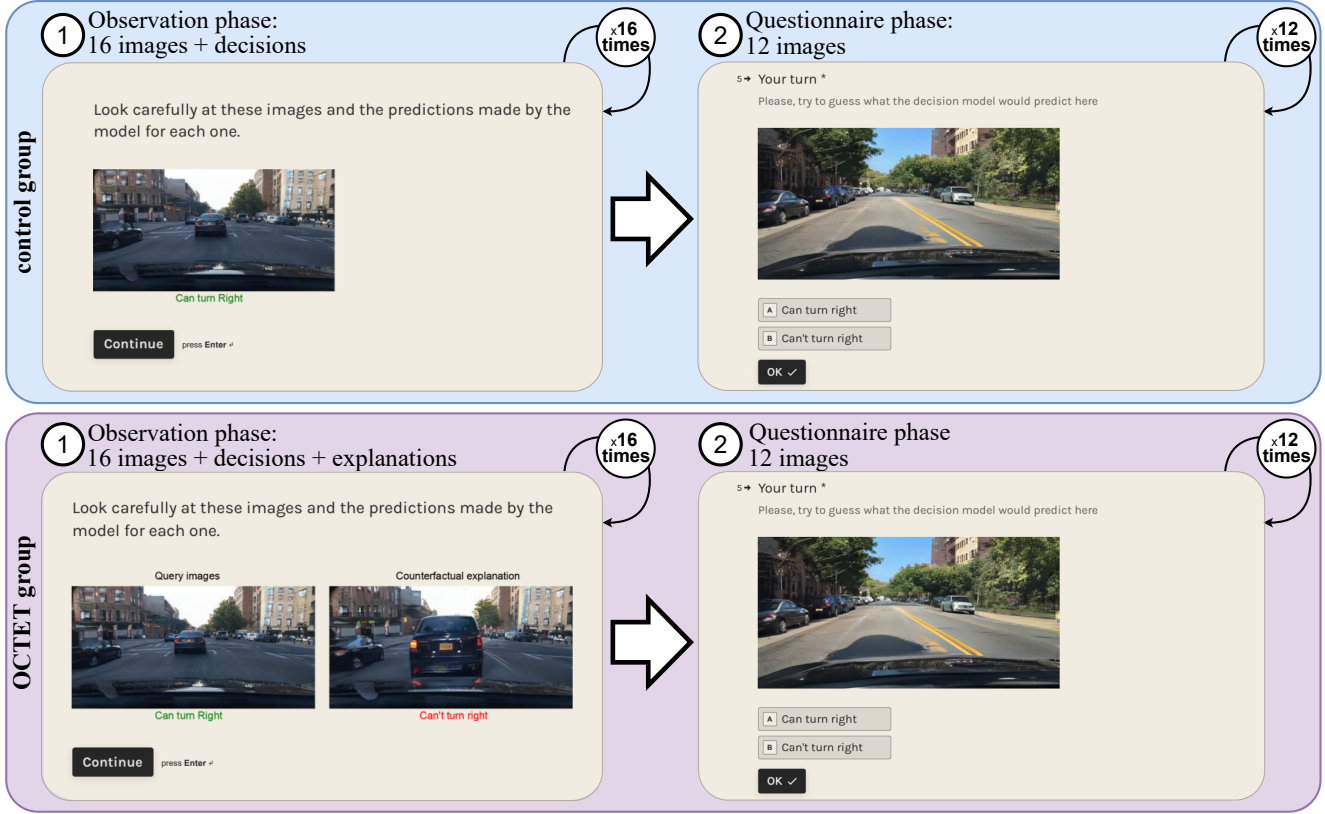 control group
1
Observation phase:
16 images + decisions
x16
times
Look carefully at these images and the predictions made by the
model for each one.
Can turn Right
Continue
press Enter ↵
2
Questionnaire phase:
12 images
x12
times
5➔ Your turn *
Please, try to guess what the decision model would predict here
A Can turn right
B Can't turn right
OK ✓
OCTET group
1
Observation phase:
16 images + decisions + explanations
x16
times
Look carefully at these images and the predictions made by the
model for each one.
Query images
Counterfactual explanation
Can turn Right
Can't turn right
Continue
press Enter ↵
2
Questionnaire phase
12 images
x12
times
5➔ Your turn *
Please, try to guess what the decision model would predict here
A Can turn right
B Can't turn right
OK ✓